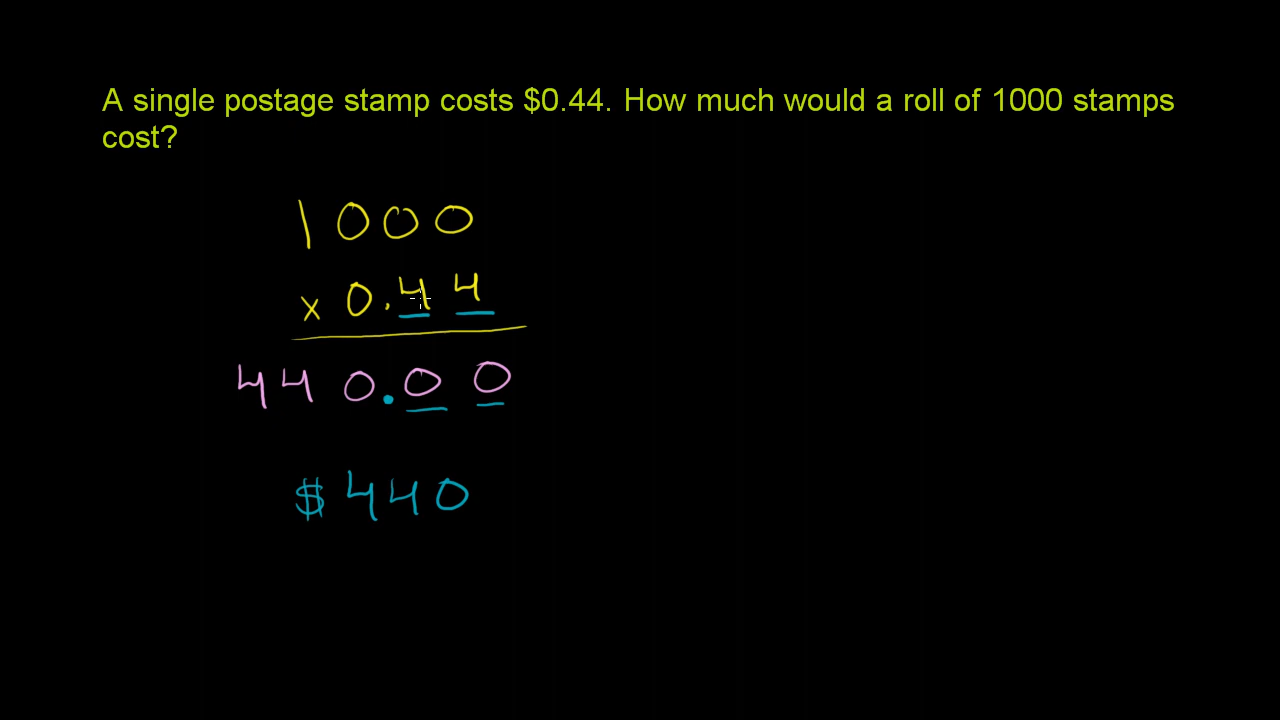 A single postage stamp costs $0.44. How much would a roll of 1000 stamps
cost?
1000
x 0.44
440.00
$440